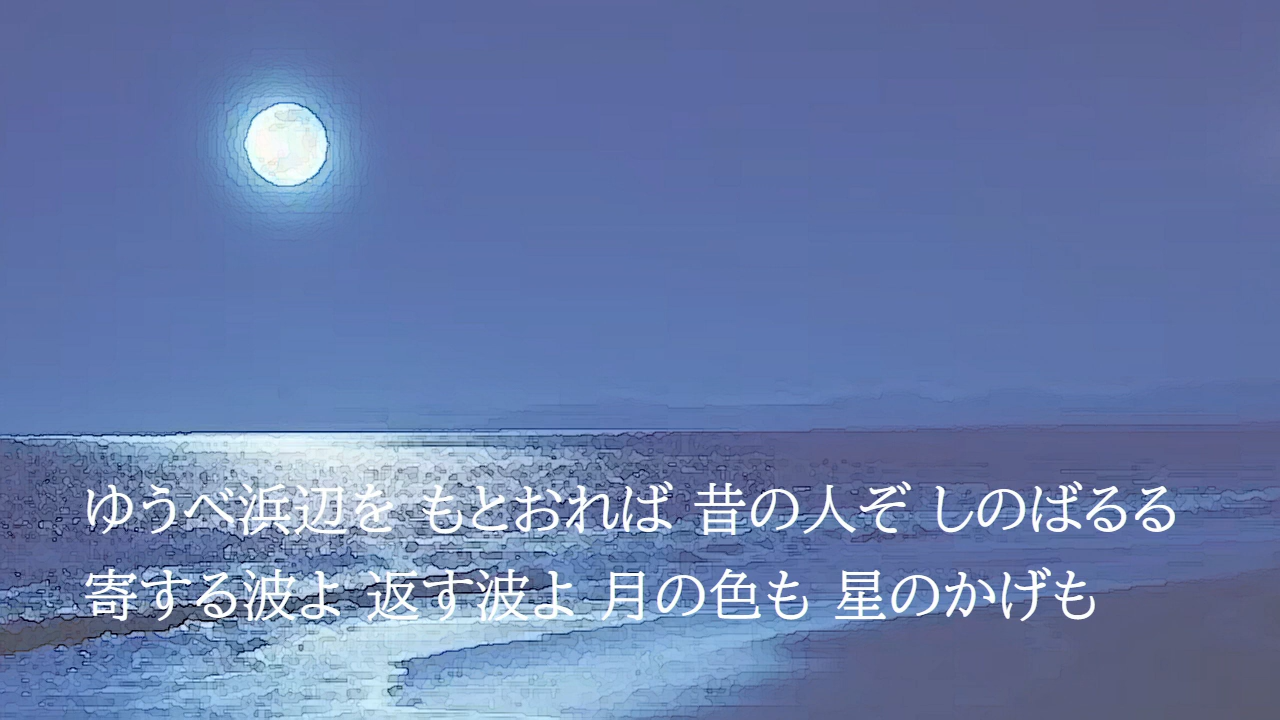 ゆうべ浜辺を もとおれば 昔の人ぞ しのばるる
寄する波よ 返す波よ 月の色も 星のかげも